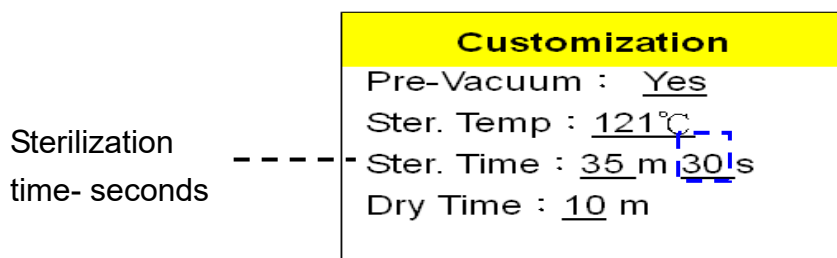 Customization
Pre-Vacuum : Yes
Ster. Temp : 121℃
Sterilization
time- seconds
Ster. Time : 35 m 30 s
Dry Time : 10 m